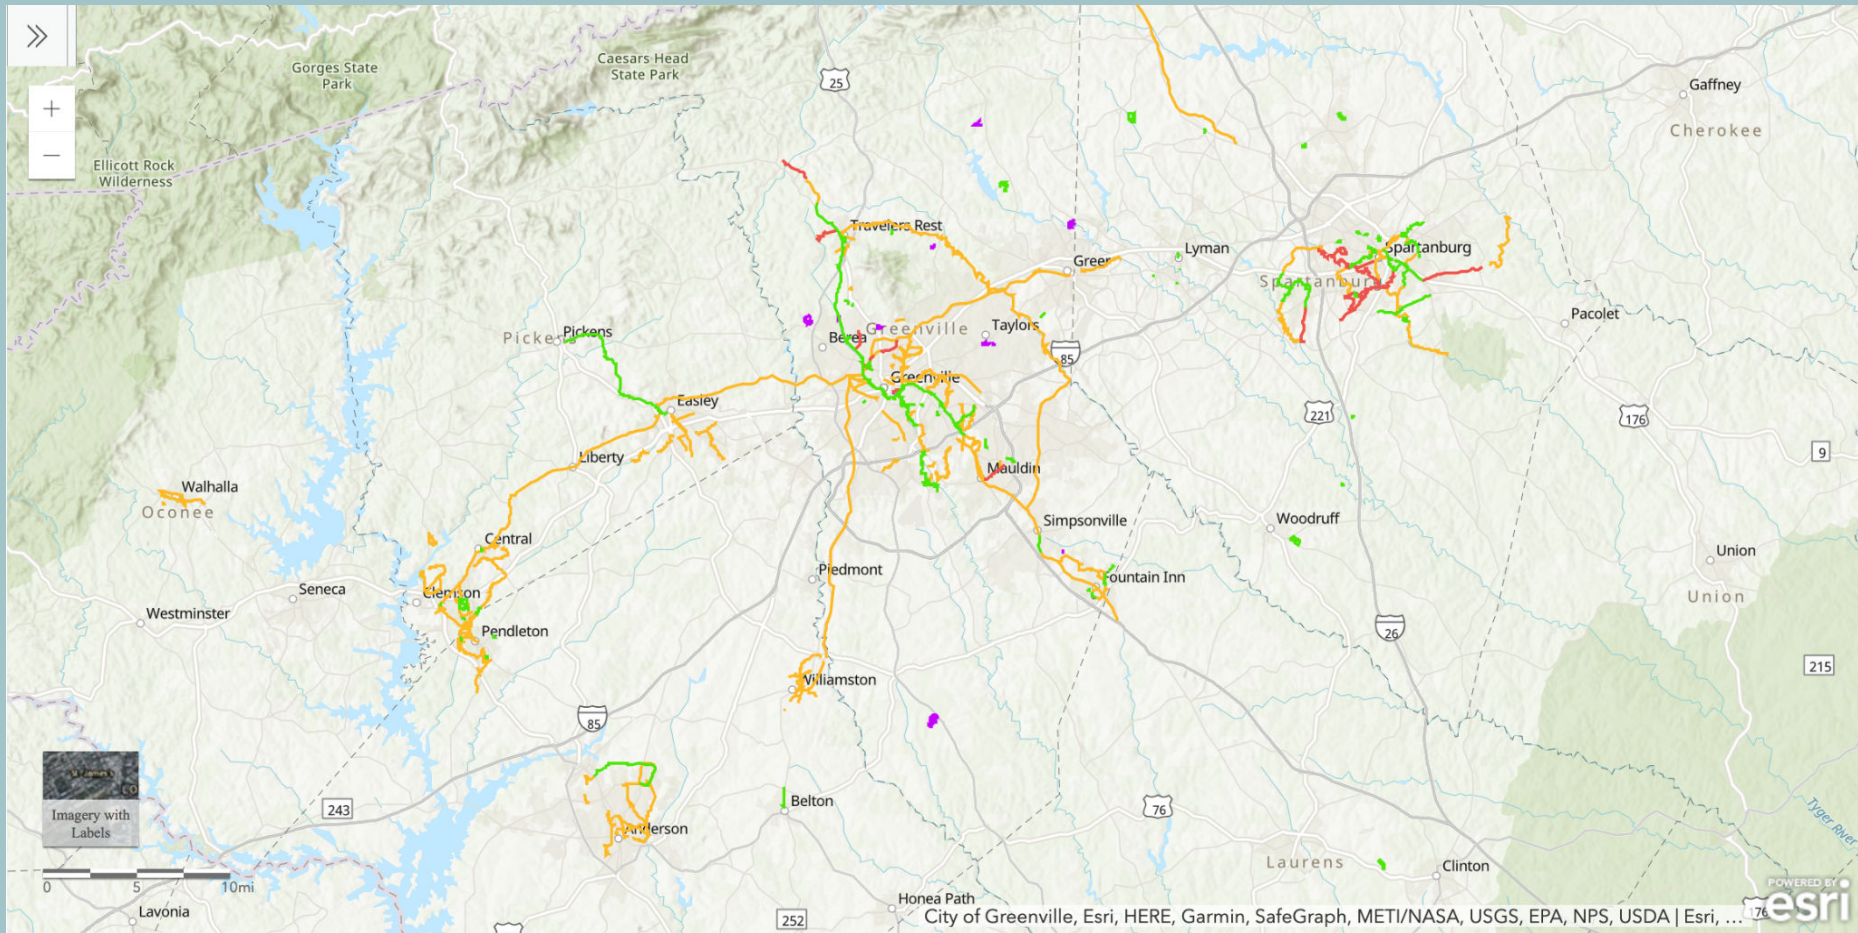 Gorges State
Park
Caesars Head
State Park
25
Gaffney
Cherokee
Ellicott Rock
Wilderness
Travelers Rest
Greer
Lyman
Spartanburg
Spartanburg
Pacolet
Pickens
Pickens
Berea
Greenville
Taylors
85
Greenville
Easley
221
176
9
Liberty
Mauldin
Walhalla
Oconee
Simpsonville
Woodruff
Central
Union
Piedmont
Fountain Inn
Seneca
Clemson
Westminster
Union
Pendleton
26
215
Williamston
85
Imagery with
Labels
243
Belton
76
Tyger River
Anderson
Laurens
Clinton
0 5 10mi
Lavonia
Honea Path
252
176
POWERED BY
esri
City of Greenville, Esri, HERE, Garmin, SafeGraph, METI/NASA, USGS, EPA, NPS, USDA | Esri, ...